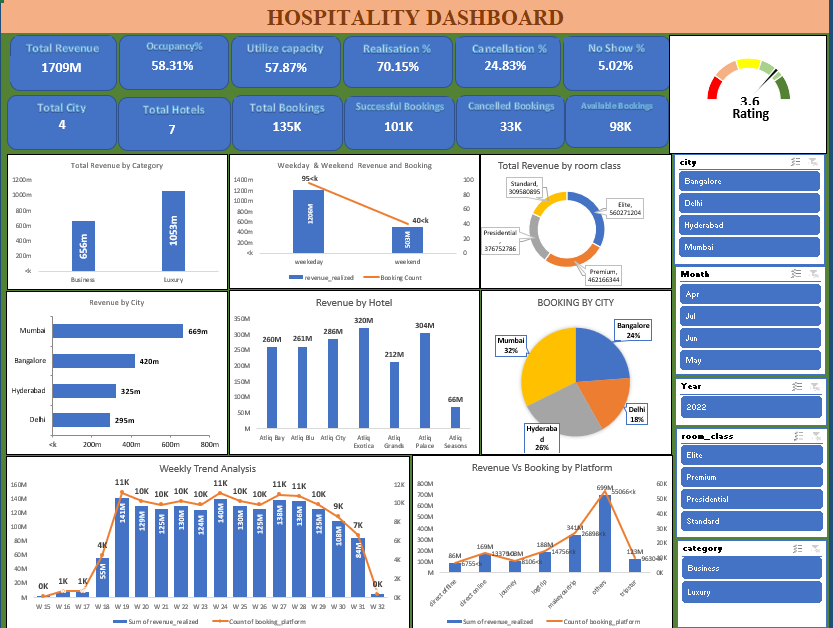 HOSPITALITY DASHBOARD
Total Revenue
1709M
Occupancy%
58.31%
Utilize capacity
57.87%
Realisation %
70.15%
Cancellation %
24.83%
No Show %
5.02%
Total City
4
Total Hotels
7
Total Bookings
135K
Successful Bookings
101K
Cancelled Bookings
33K
Available Bookings
98K
3.6
Rating
Total Revenue by Category
1200m
1000m
800m
600m
400m
200m
<k
656m
1053m
Business
Luxury
Weekday & Weekend Revenue and Booking
1400m
1200m
1000m
800m
600m
400m
200m
<k
95<k
40<k
1206M
503M
100
80
60
40
20
0
weekeday
weekend
revenue_realized
Booking Count
Total Revenue by room class
Standard,
309580895
Elite,
560271204
Presidential
,
376752786
Premium,
462166344
Revenue by City
Mumbai
669m
Bangalore
420m
Hyderabad
325m
Delhi
295m
<k
200m
400m
600m
800m
Revenue by Hotel
350M
300M
250M
200M
150M
100M
50M
M
260M
261M
286M
320M
212M
304M
66M
Atliq Bay
Atliq Blu
Atliq City
Atliq
Exotica
Atliq
Grands
Atliq
Palace
Atliq
Seasons
BOOKING BY CITY
Bangalore
24%
Mumbai
32%
Delhi
18%
Hyderaba
d
26%
Weekly Trend Analysis
160M
140M
120M
100M
80M
60M
40M
20M
M
0K
1K
1K
4K
11K
10K
10K
10K
10K
11K
10K
10K
11K
11K
10K
9K
7K
0K
55M
141M
129M
125M
130M
124M
140M
130M
125M
138M
136M
125M
108M
84M
12K
10K
8K
6K
4K
2K
0K
W 15
W 16
W 17
W 18
W 19
W 20
W 21
W 22
W 23
W 24
W 25
W 26
W 27
W 28
W 29
W 30
W 31
W 32
Sum of revenue_realized
Count of booking_platform
Revenue Vs Booking by Platform
800M
700M
600M
500M
400M
300M
200M
100M
M
86M
6755<k
169M
188M
14756<k
341M
26898<k
699M
55066<k
123M
60K
50K
40K
30K
20K
10K
0K
direct offline
direct online
journey
logtrip
makeyourtrip
others
tripster
Sum of revenue_realized
Count of booking_platform
city
Bangalore
Delhi
Hyderabad
Mumbai
Month
Apr
Jul
Jun
May
Year
2022
room_class
Elite
Premium
Presidential
Standard
category
Business
Luxury